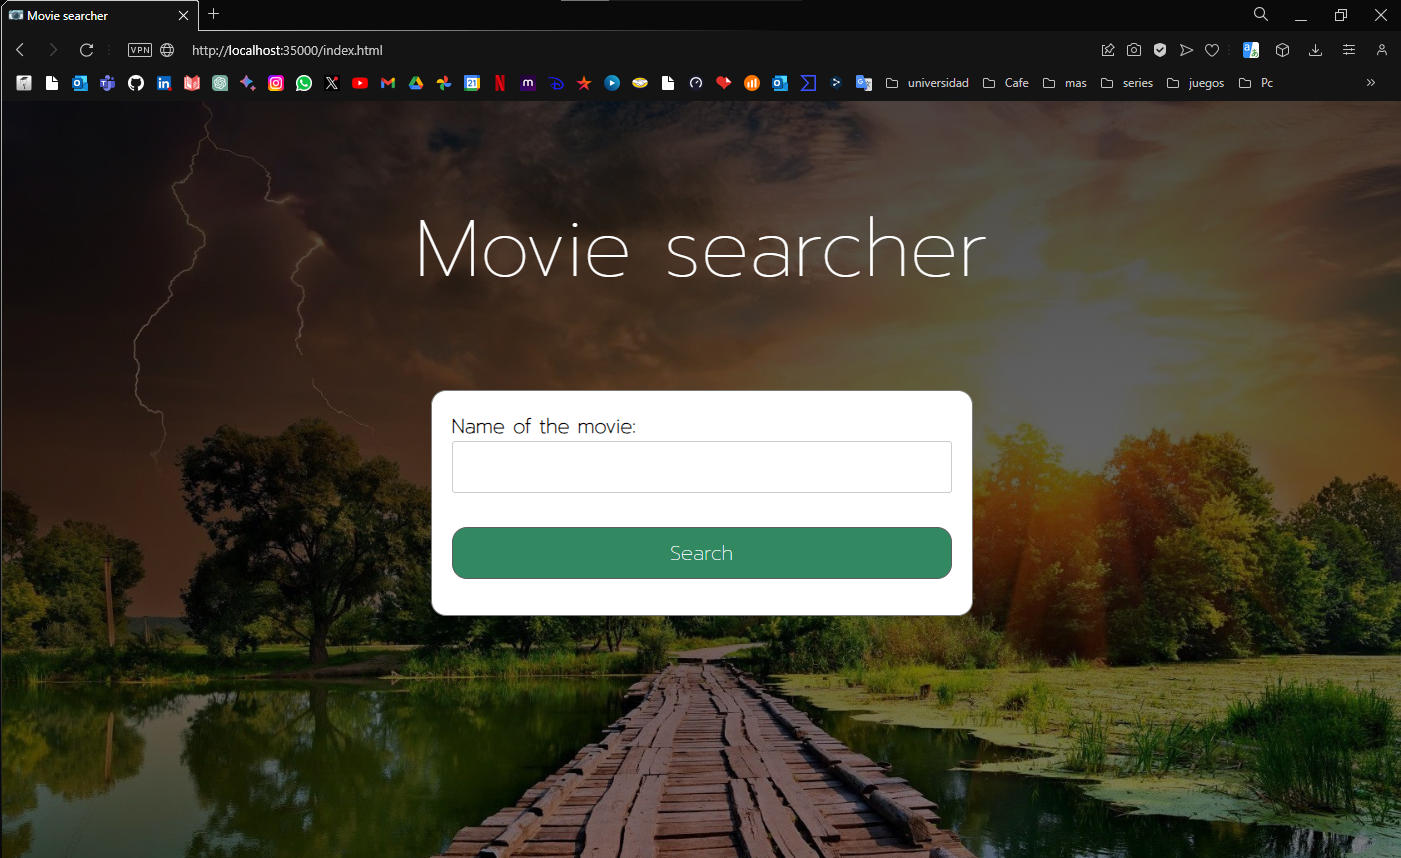 Movie searcher
VPN
http://localhost:35000/index.html
universidad
Cafe
mas
series
juegos
Pc
Movie searcher
Name of the movie:
Search